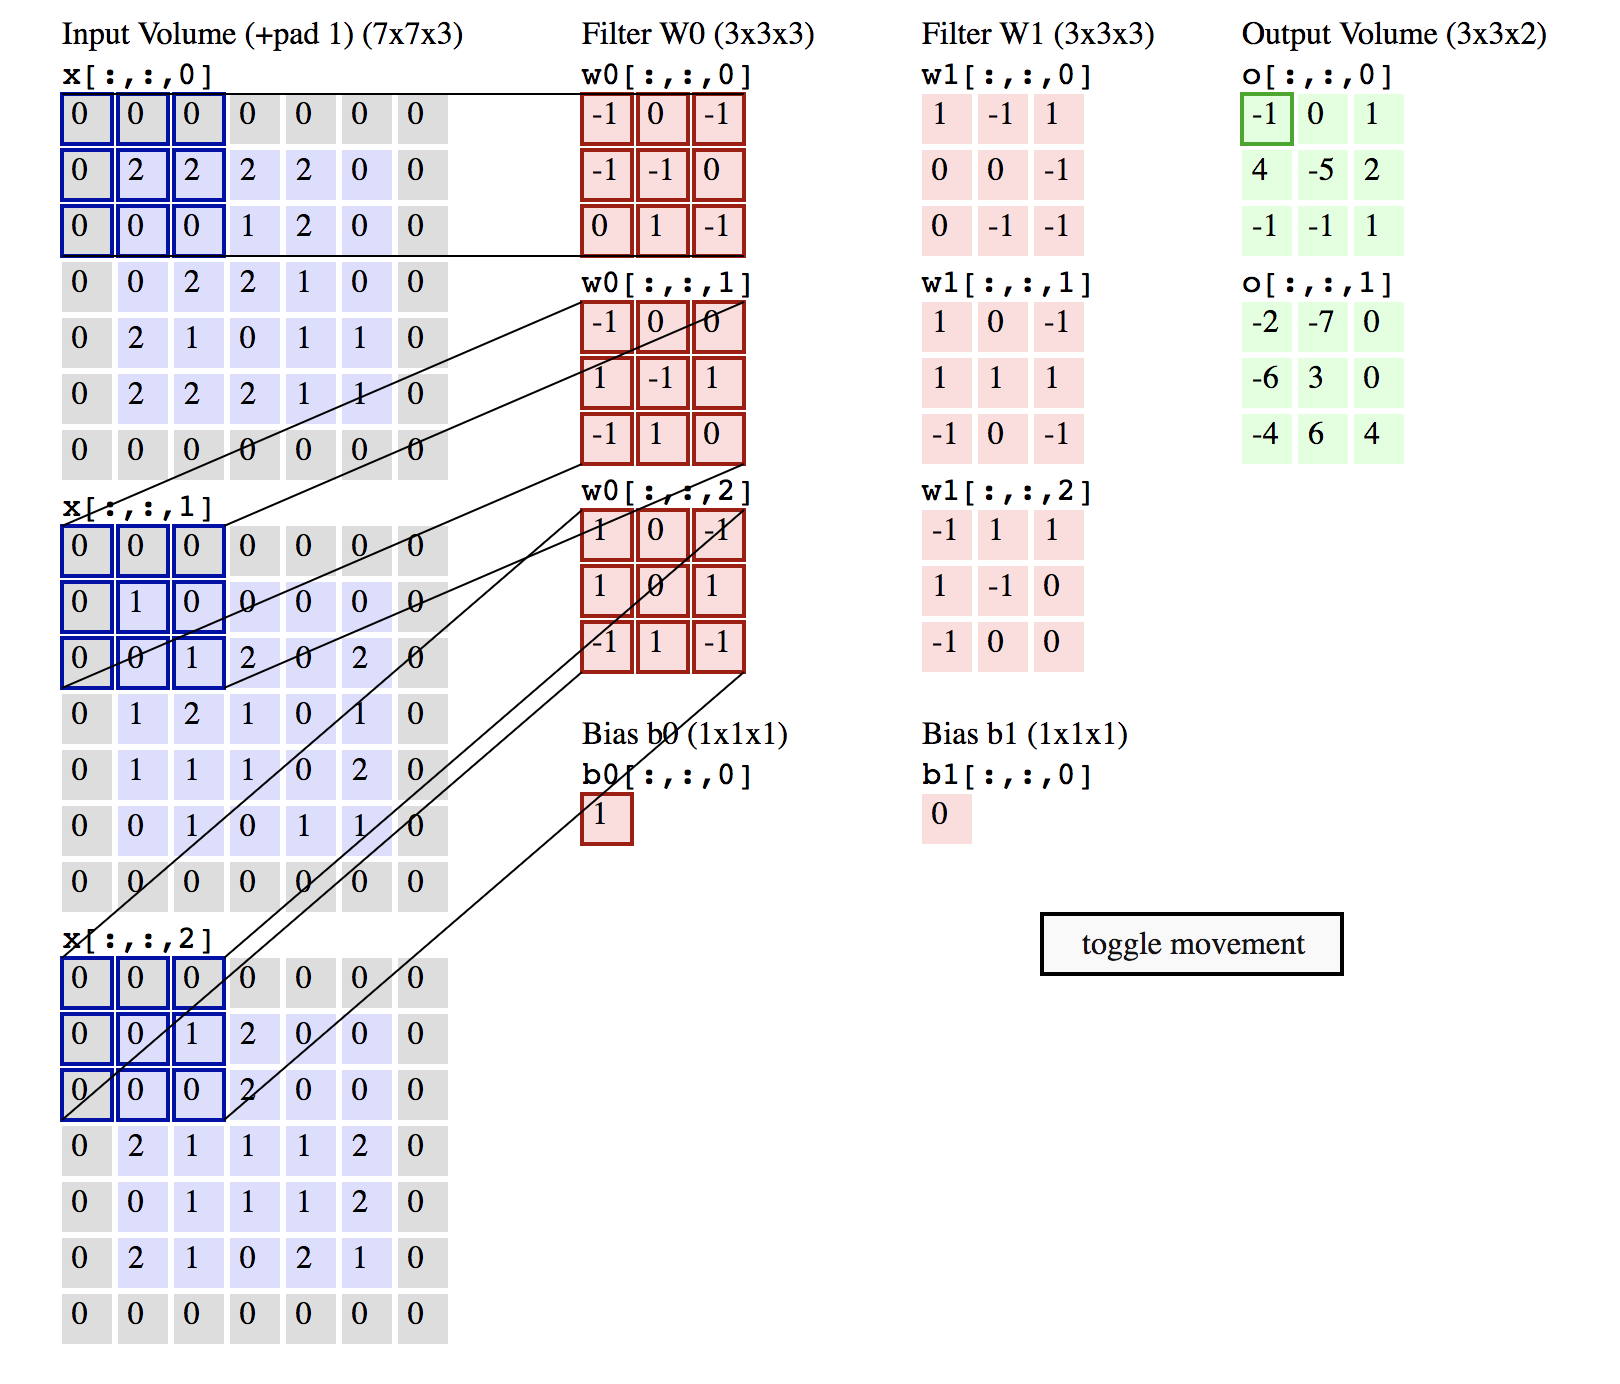 Input Volume (+pad 1) (7x7x3)
x[:,:,0]
0 0 0 0 0 0 0
0 2 2 2 2 0 0
0 0 0 1 2 0 0
0 0 2 2 1 0 0
0 2 1 0 1 1 0
0 2 2 2 1 1 0
0 0 0 0 0 0 0
x[:,:,1]
0 0 0 0 0 0 0
0 1 0 0 0 0 0
0 0 1 2 0 2 0
0 1 2 1 0 1 0
0 1 1 1 0 2 0
0 0 1 0 1 1 0
0 0 0 0 0 0 0
x[:,:,2]
0 0 0 0 0 0 0
0 0 1 2 0 0 0
0 0 0 2 0 0 0
0 2 1 1 1 2 0
0 0 1 1 1 2 0
0 2 1 0 2 1 0
0 0 0 0 0 0 0
Filter W0 (3x3x3)
w0[:,:,0]
-1 0 -1
-1 -1 0
0 1 -1
w0[:,:,1]
-1 0 0
1 -1 1
-1 1 0
w0[:,:,2]
1 0 -1
1 0 1
-1 1 -1
Bias b0 (1x1x1)
b0[:,:,0]
1
Filter W1 (3x3x3)
w1[:,:,0]
1 -1 1
0 0 -1
0 -1 -1
w1[:,:,1]
1 0 -1
1 1 1
-1 0 -1
w1[:,:,2]
-1 1 1
1 -1 0
-1 0 0
Bias b1 (1x1x1)
b1[:,:,0]
0
Output Volume (3x3x2)
o[:,:,0]
-1 0 1
4 -5 2
-1 -1 1
o[:,:,1]
-2 -7 0
-6 3 0
-4 6 4
toggle movement